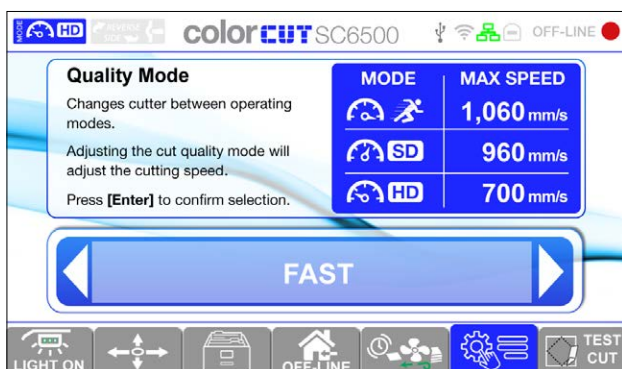 MODE HD REVERSE SIDE colorCUT SC6500 OFF-LINE
Quality Mode
Changes cutter between operating
modes.
Adjusting the cut quality mode will
adjust the cutting speed.
Press [Enter] to confirm selection.
MODE MAX SPEED
1,060 mm/s
SD 960 mm/s
HD 700 mm/s
FAST
LIGHT ON OFF-LINE TEST
CUT